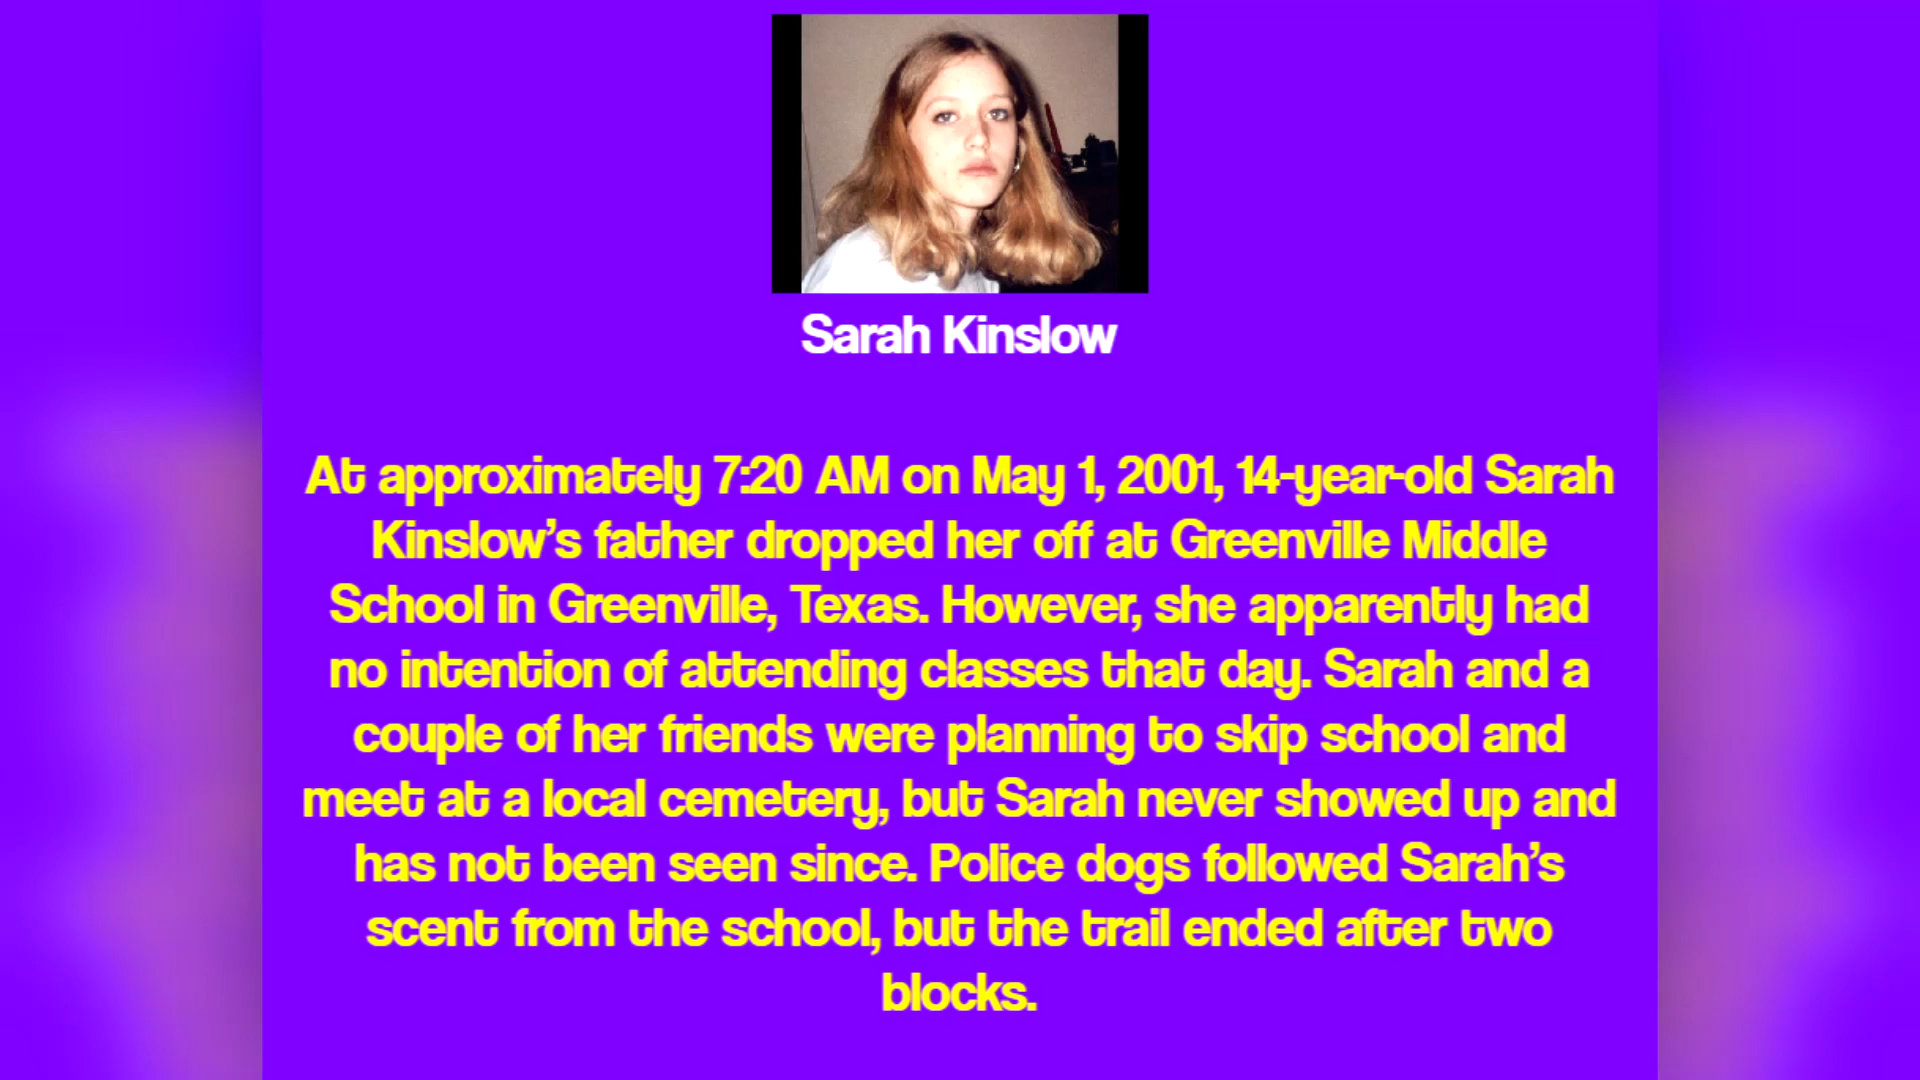 Sarah Kinslow
At approximately 7:20 AM on May 1, 2001, 14-year-old Sarah
Kinslow’s father dropped her off at Greenville Middle
School in Greenville, Texas. However, she apparently had
no intention of attending classes that day. Sarah and a
couple of her friends were planning to skip school and
meet at a local cemetery, but Sarah never showed up and
has not been seen since. Police dogs followed Sarah’s
scent from the school, but the trail ended after two
blocks.